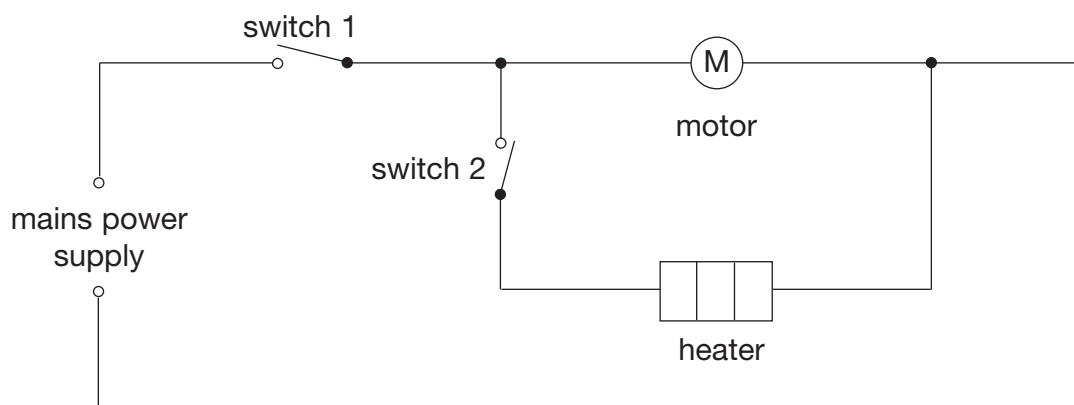 switch 1
M
motor
switch 2
mains power
supply
heater